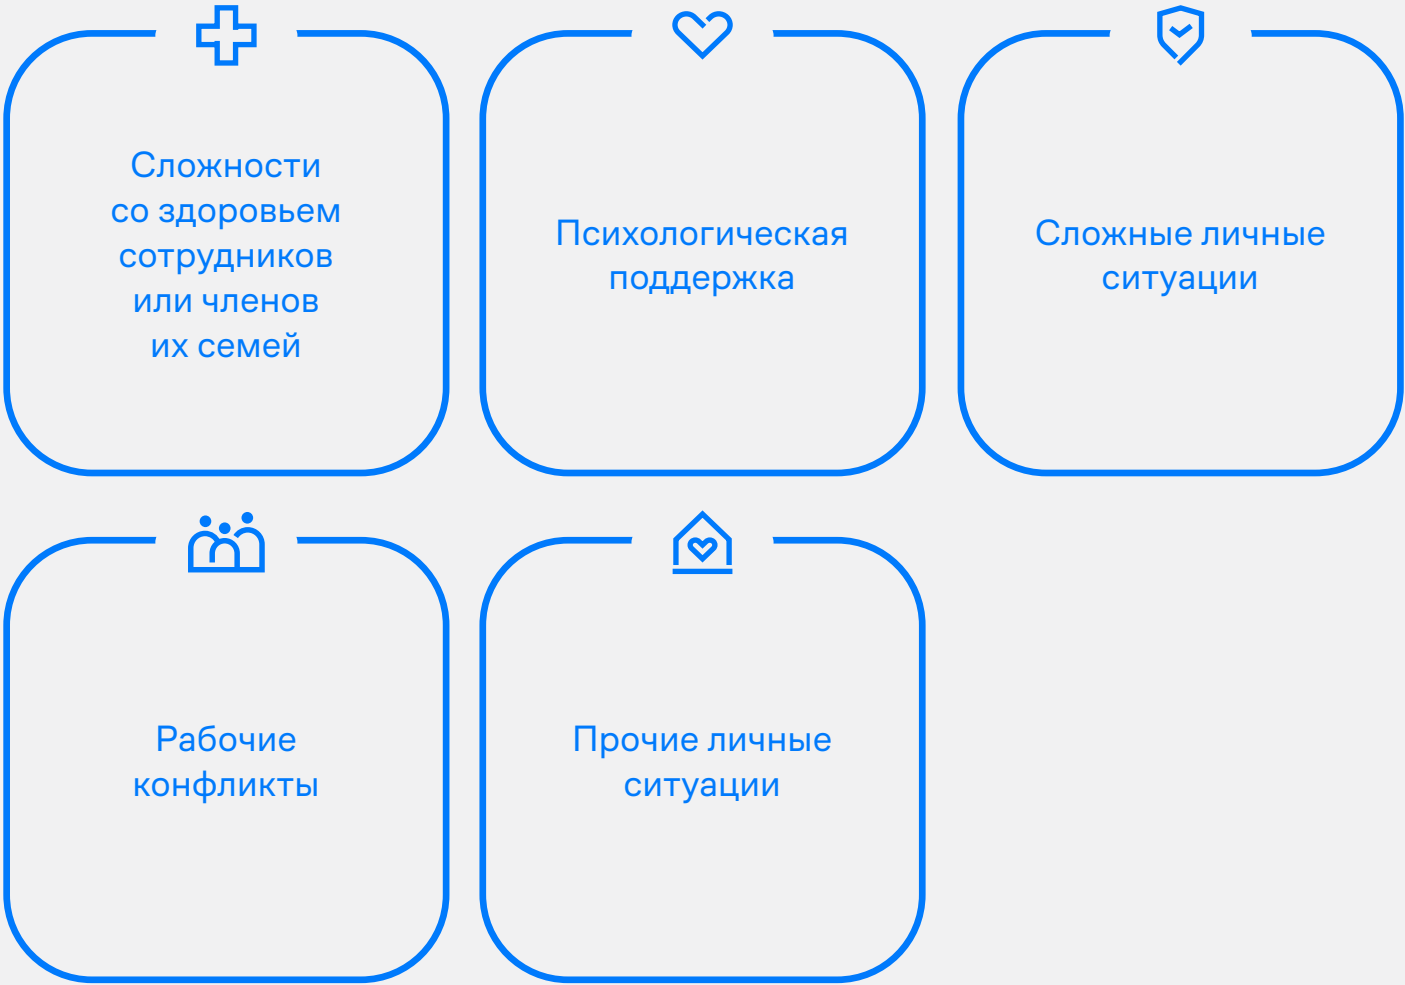 Сложности
со здоровьем
сотрудников
или членов
их семей
Психологическая
поддержка
Сложные личные
ситуации
Рабочие
конфликты
Прочие личные
ситуации